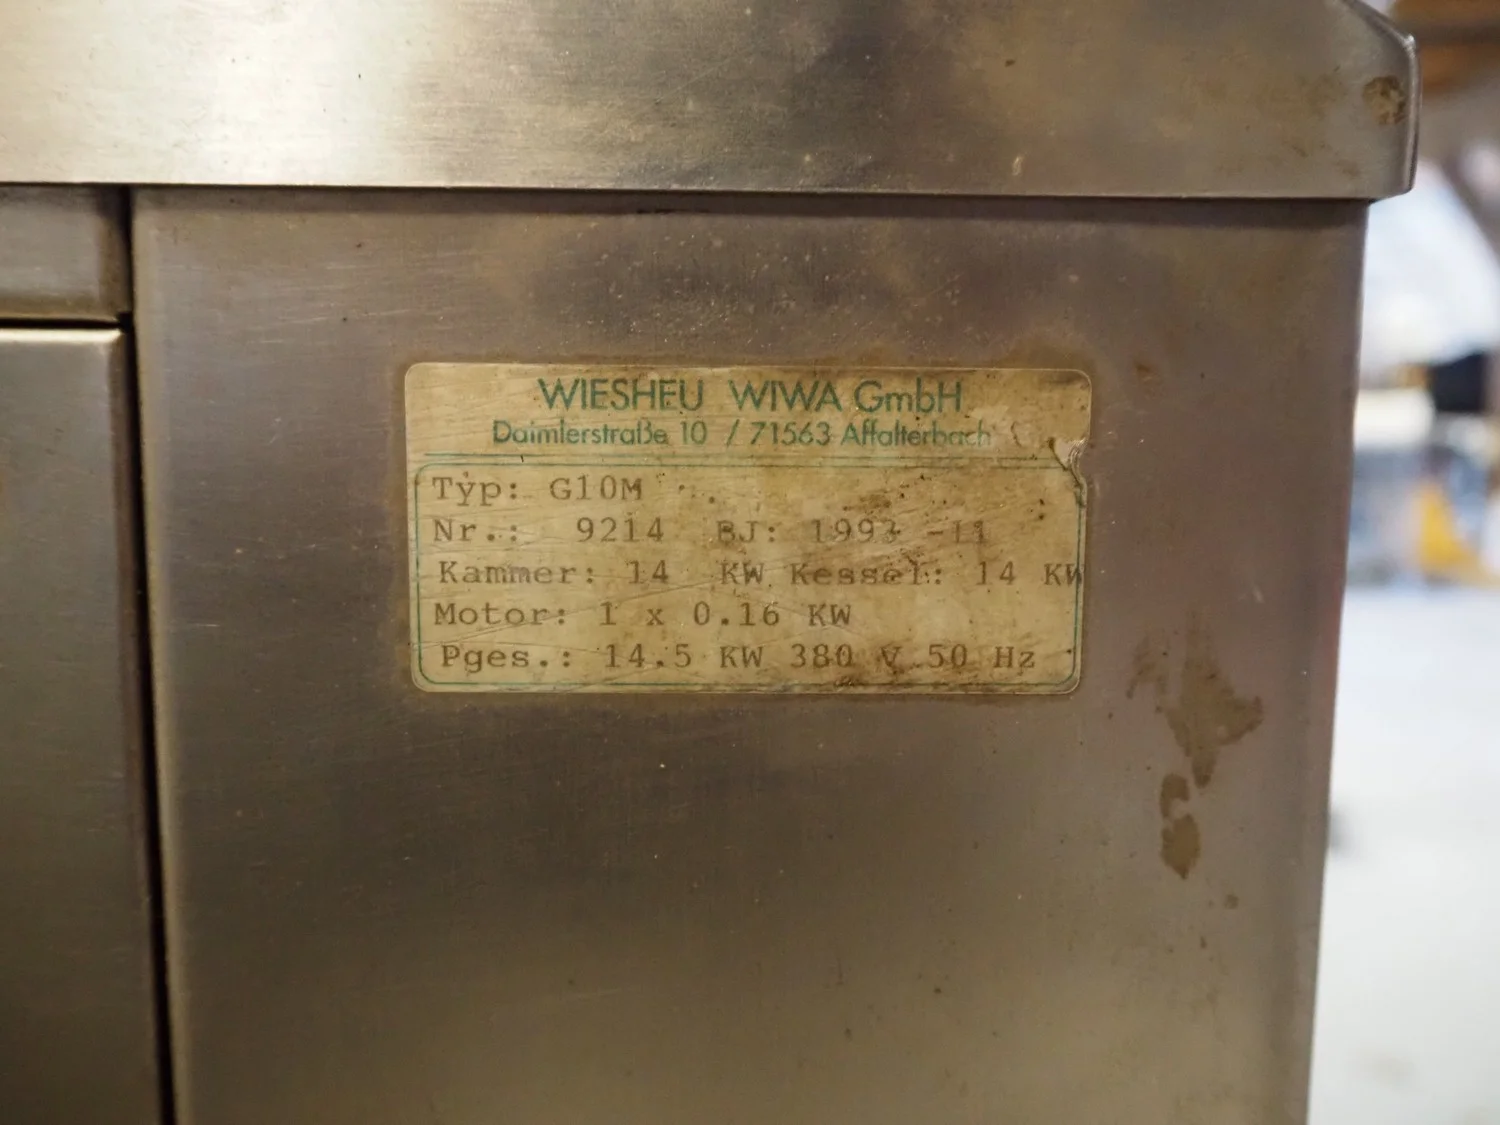 WIESHEU WIWA GmbH
Daimlerstraße 10 / 71563 Affalterbach
Typ: G10M
Nr.: 9214 BJ: 1993 -11
Kammer: 14 KW Kessel: 14 KW
Motor: 1 x 0.16 KW
Pges.: 14.5 KW 380 V 50 Hz